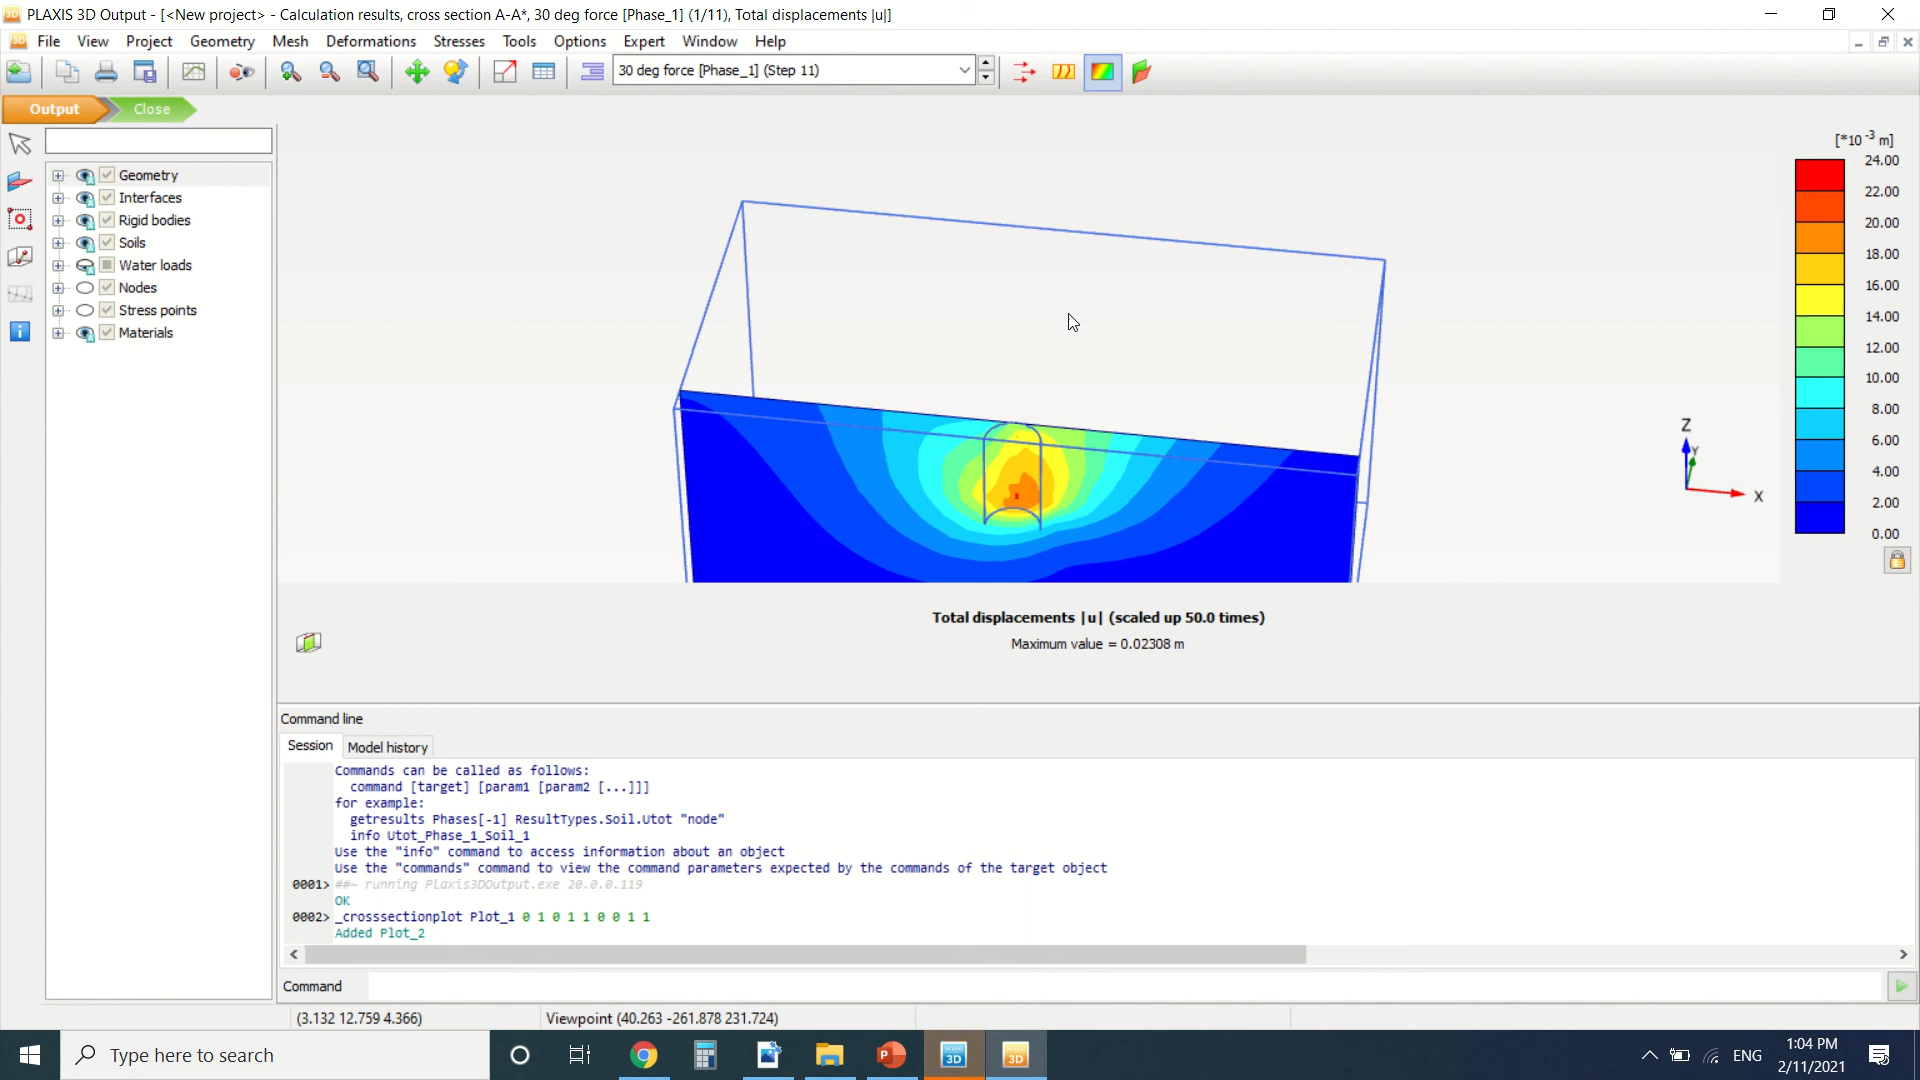 PLAXIS 3D Output - [<New project> - Calculation results, cross section A-A*, 30 deg force [Phase_1] (1/11), Total displacements |u|]
File View Project Geometry Mesh Deformations Stresses Tools Options Expert Window Help
30 deg force [Phase_1] (Step 11)
Output Close
Geometry
Interfaces
Rigid bodies
Soils
Water loads
Nodes
Stress points
Materials
[*10-3 m]
24.00
22.00
20.00
18.00
16.00
14.00
12.00
10.00
8.00
6.00
4.00
2.00
0.00
Z
Y
X
Total displacements |u| (scaled up 50.0 times)
Maximum value = 0.02308 m
Command line
Session Model history
Commands can be called as follows:
command [target] [param1 [param2 [...]]]
for example:
getresults Phases[-1] ResultTypes.Soil.Utot "node"
info Utot_Phase_1_Soil_1
Use the "info" command to access information about an object
Use the "commands" command to view the command parameters expected by the commands of the target object
0001> ##~ running Plaxis3DOutput.exe 20.0.0.119
OK
0002> _crosssectionplot Plot_1 0 1 0 1 1 0 0 1 1
Added Plot_2
Command
(3.132 12.759 4.366) Viewpoint (40.263 -261.878 231.724)
Type here to search
3D
3D
ENG
1:04 PM
2/11/2021